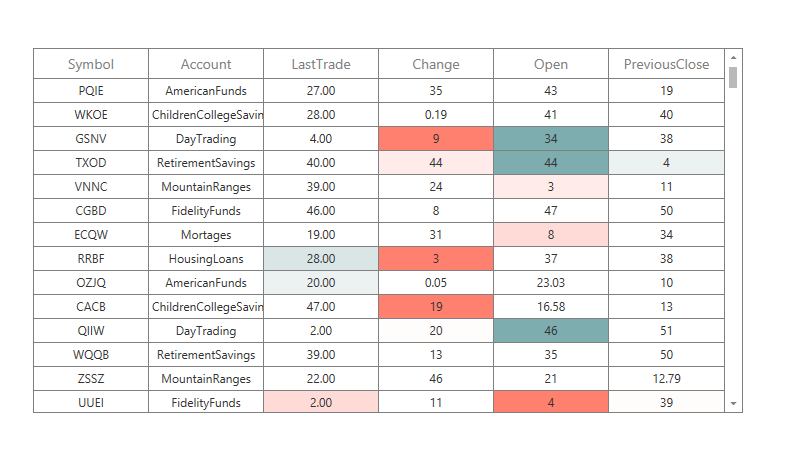 Symbol Account LastTrade Change Open PreviousClose
PQIE AmericanFunds 27.00 35 43 19
WKOE ChildrenCollegeSavin 28.00 0.19 41 40
GSNV DayTrading 4.00 9 34 38
TXOD RetirementSavings 40.00 44 44 4
VNNC MountainRanges 39.00 24 3 11
CGBD FidelityFunds 46.00 8 47 50
ECQW Mortages 19.00 31 8 34
RRBF HousingLoans 28.00 3 37 38
OZJQ AmericanFunds 20.00 0.05 23.03 10
CACB ChildrenCollegeSavin 47.00 19 16.58 13
QIIW DayTrading 2.00 20 46 51
WQQB RetirementSavings 39.00 13 35 50
ZSSZ MountainRanges 22.00 46 21 12.79
UUEI FidelityFunds 2.00 11 4 39